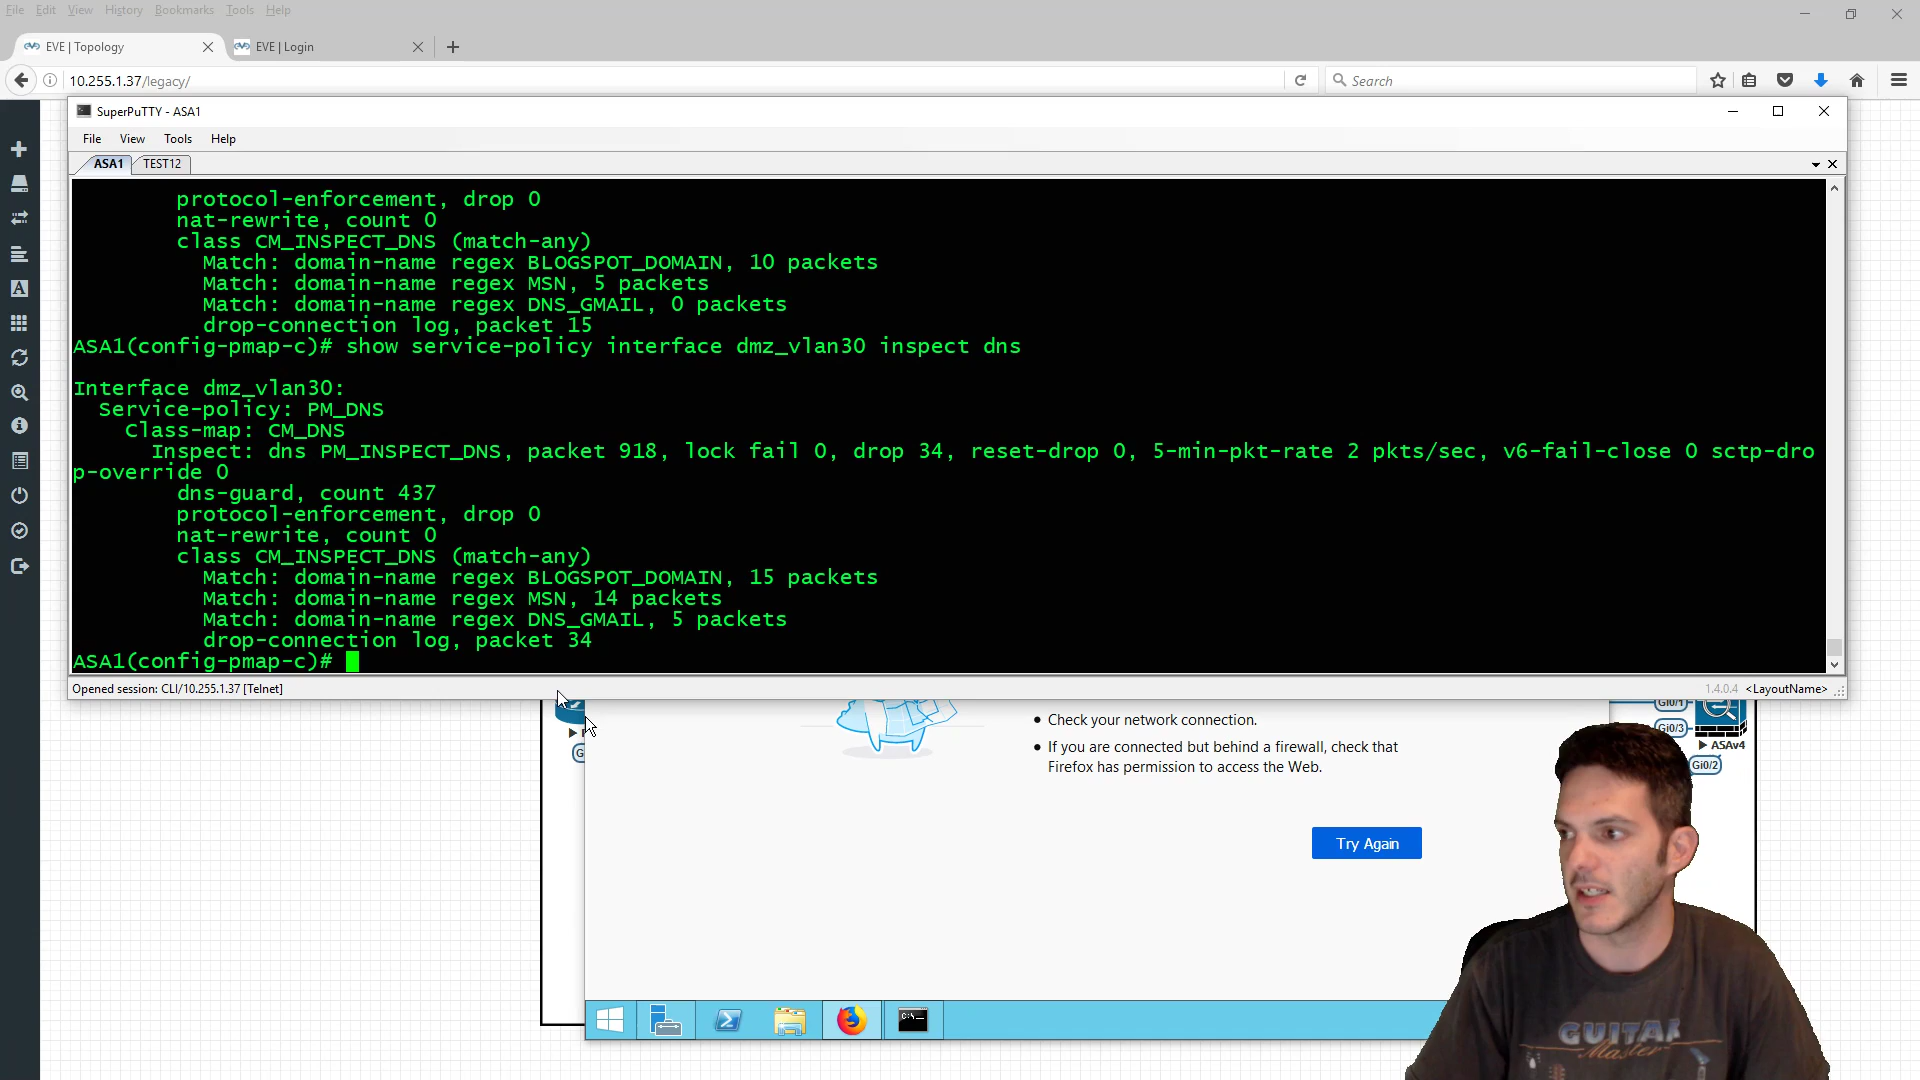 File Edit View History Bookmarks Tools Help
EVE | Topology
EVE | Login
10.255.1.37/legacy/
Search
SuperPuTTY - ASA1
File View Tools Help
ASA1 TEST12
protocol-enforcement, drop 0
nat-rewrite, count 0
class CM_INSPECT_DNS (match-any)
Match: domain-name regex BLOGSPOT_DOMAIN, 10 packets
Match: domain-name regex MSN, 5 packets
Match: domain-name regex DNS_GMAIL, 0 packets
drop-connection log, packet 15
ASA1(config-pmap-c)# show service-policy interface dmz_vlan30 inspect dns
Interface dmz_vlan30:
Service-policy: PM_DNS
Class-map: CM_DNS
Inspect: dns PM_INSPECT_DNS, packet 918, lock fail 0, drop 34, reset-drop 0, 5-min-pkt-rate 2 pkts/sec, v6-fail-close 0 sctp-dro
p-override 0
dns-guard, count 437
protocol-enforcement, drop 0
nat-rewrite, count 0
class CM_INSPECT_DNS (match-any)
Match: domain-name regex BLOGSPOT_DOMAIN, 15 packets
Match: domain-name regex MSN, 14 packets
Match: domain-name regex DNS_GMAIL, 5 packets
drop-connection log, packet 34
ASA1(config-pmap-c)#
Opened session: CLI/10.255.1.37 [Telnet]
1.4.0.4 <LayoutName>
Gi0/1
Check your network connection.
Gi0/3
ASAv4
If you are connected but behind a firewall, check that
Firefox has permission to access the Web.
Gi0/2
Try Again
GUITAR
Master